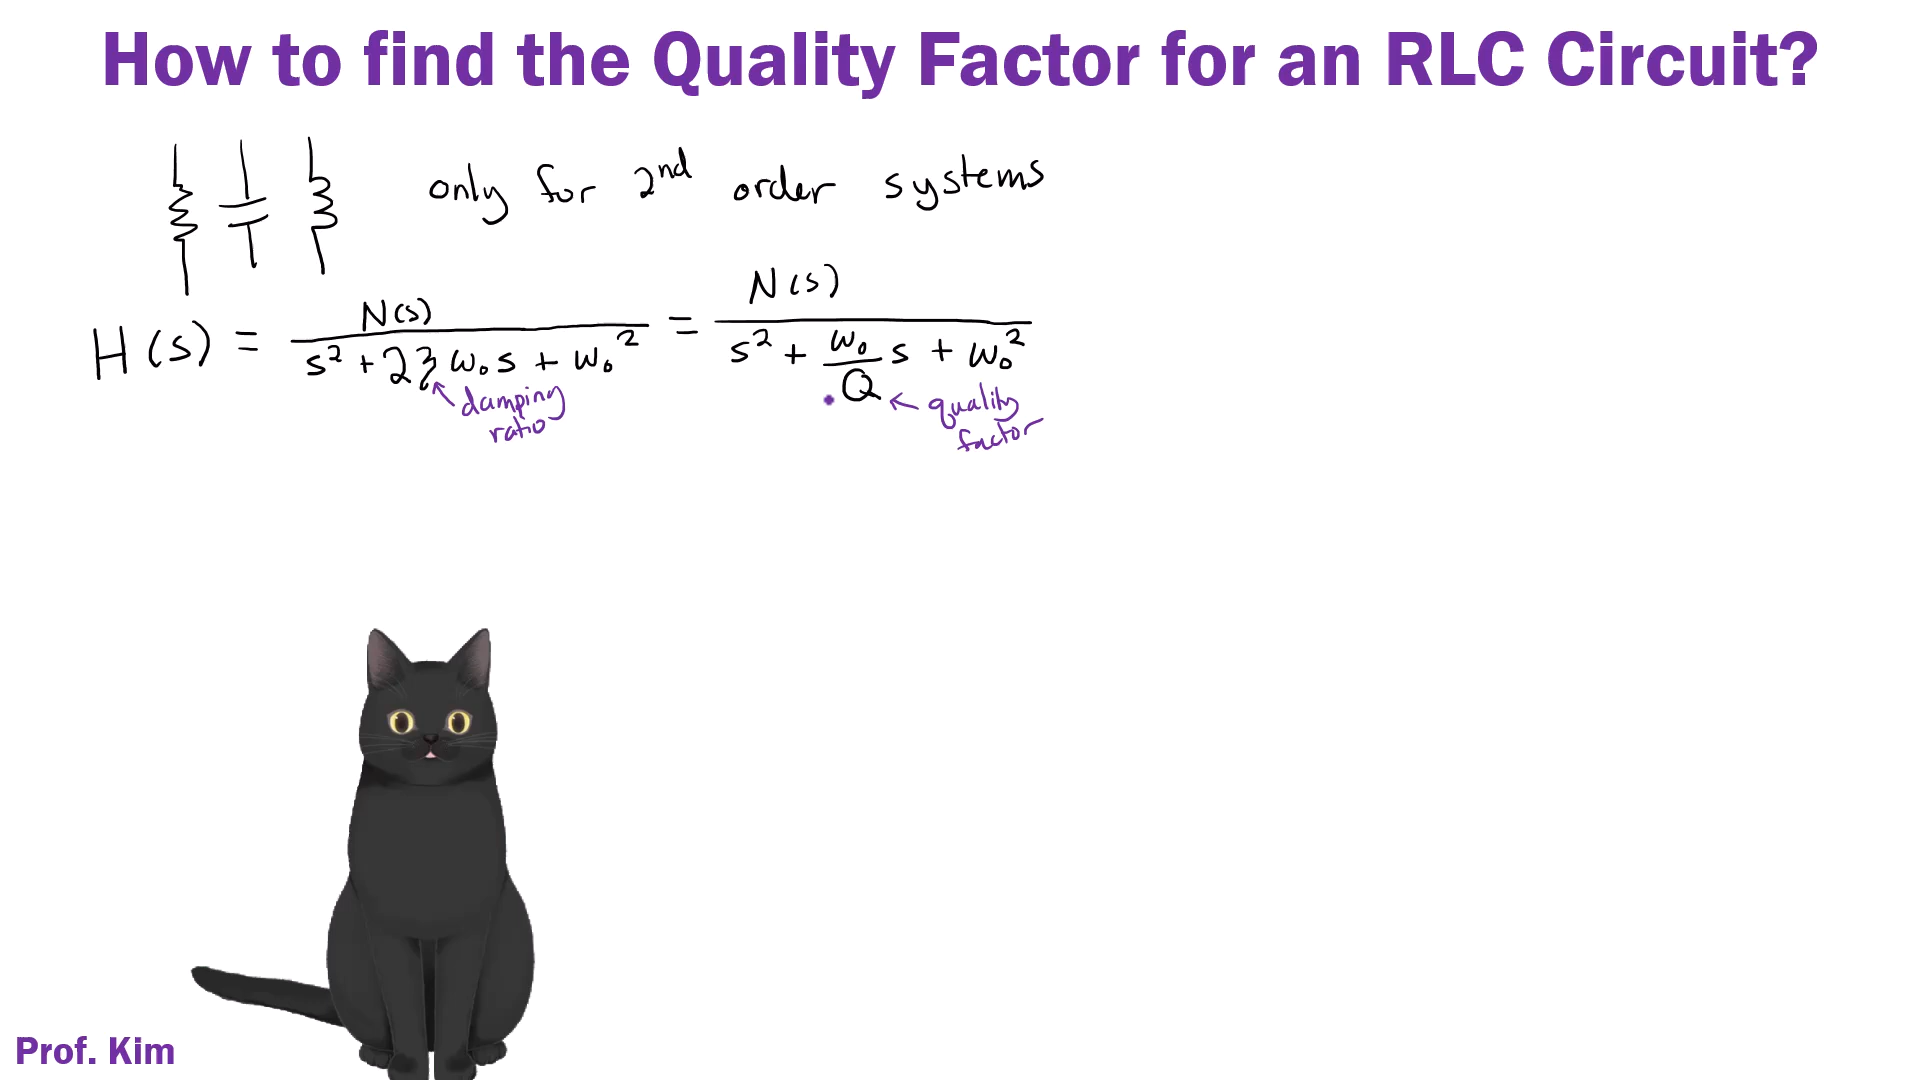 How to find the Quality Factor for an RLC Circuit?
only for 2nd order systems
H(s) = N(s) / (s² + 2ξω₀s + ω₀²) = N(s) / (s² + (ω₀/Q)s + ω₀²)
damping
ratio
quality
factor
Prof. Kim